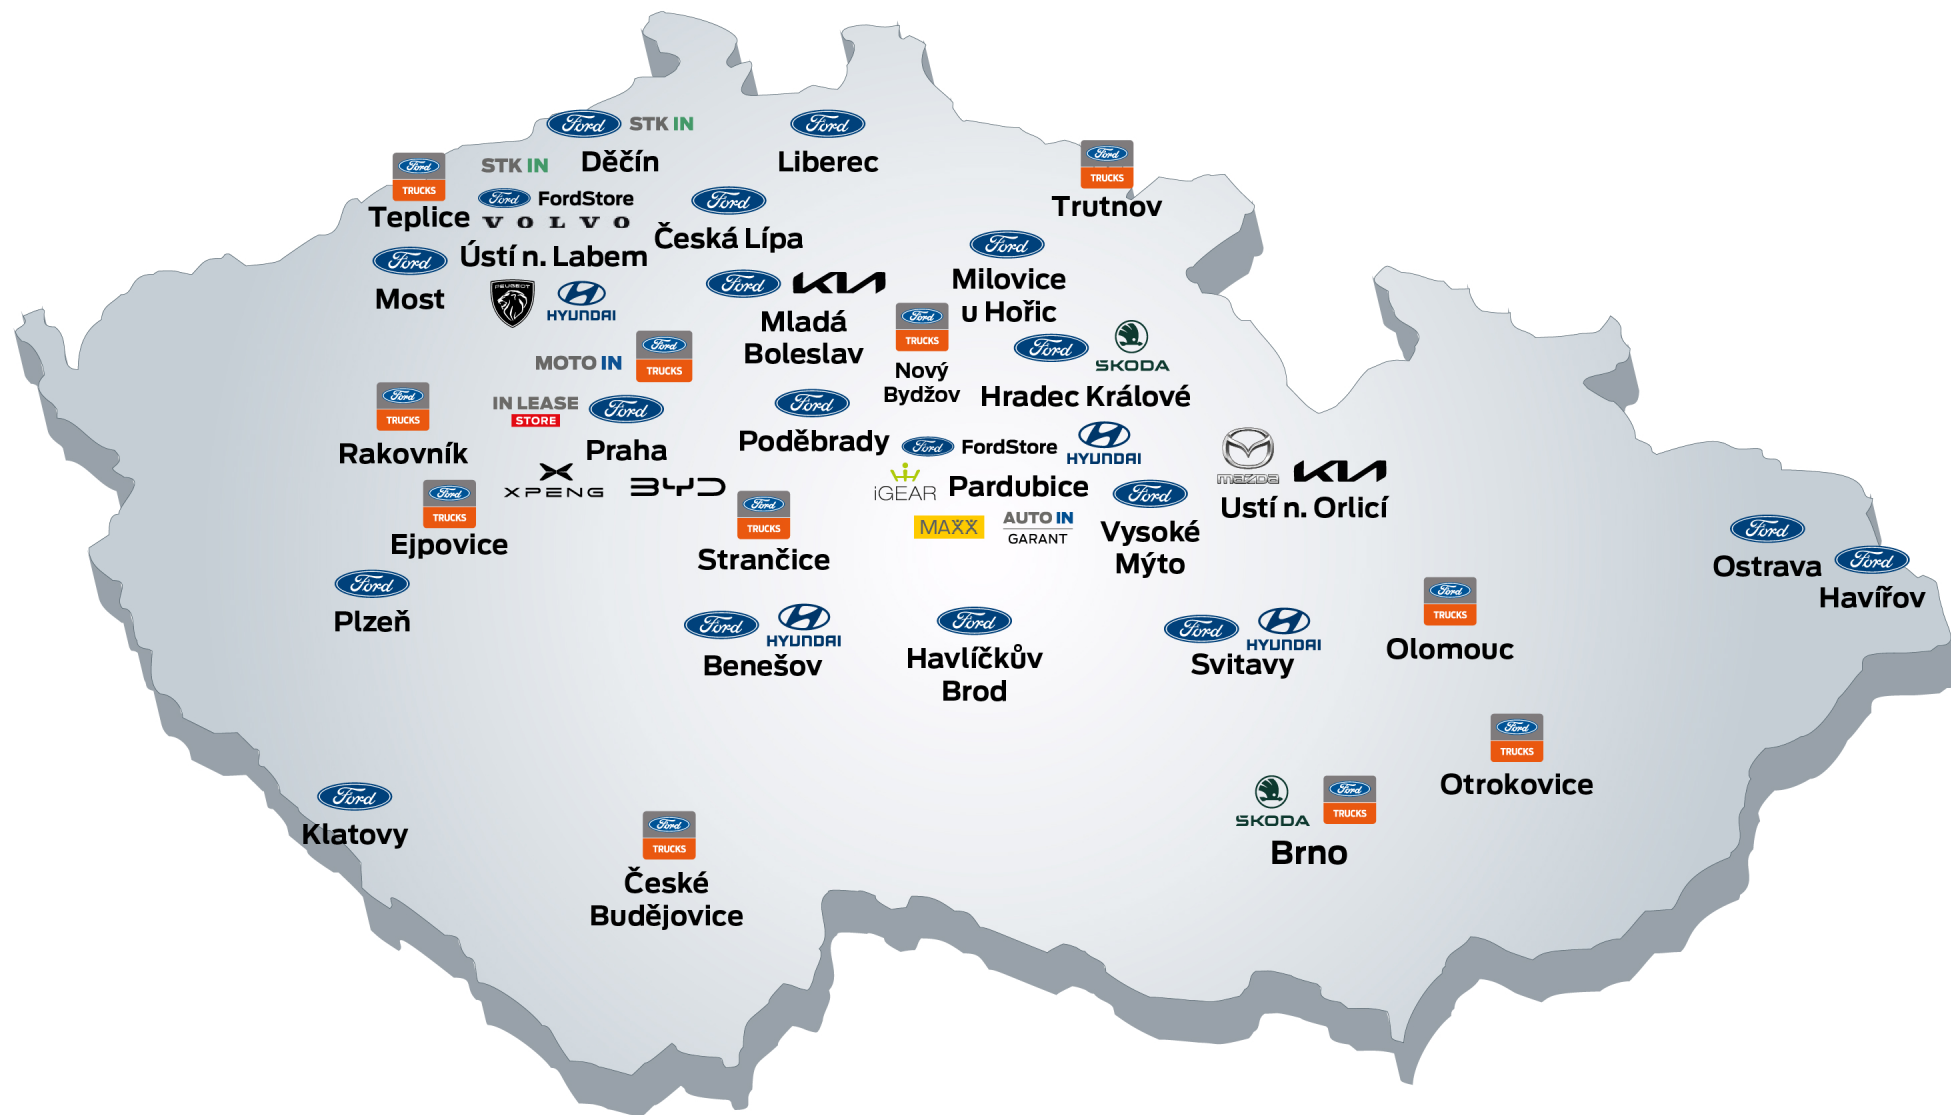 Ford STK IN
Děčín
Ford
Liberec
Ford
TRUCKS
Teplice
STK IN
Ford FordStore
VOLVO
Ústí n. Labem
PEUGEOT HYUNDAI
Ford
Česká Lípa
Ford
TRUCKS
Trutnov
Ford
Most
Ford KIA
Mladá
Boleslav
Ford
Milovice
u Hořic
Ford
TRUCKS
Nový
Bydžov
Ford ŠKODA
Hradec Králové
MOTO IN
Ford
TRUCKS
IN LEASE
STORE
Ford
Praha
XPENG BYD
Ford
TRUCKS
Rakovník
Ford
Poděbrady
Ford FordStore HYUNDAI
iGEAR Pardubice
MAXX AUTO IN
GARANT
Ford
Vysoké
Mýto
mazda KIA
Ustí n. Orlicí
Ford
TRUCKS
Ejpovice
Ford
TRUCKS
Strančice
Ford
Ostrava
Ford
Havířov
Ford
Plzeň
Ford HYUNDAI
Benešov
Ford
Havlíčkův
Brod
Ford HYUNDAI
Svitavy
Ford
TRUCKS
Olomouc
Ford
TRUCKS
Otrokovice
Ford
Klatovy
Ford
TRUCKS
České
Budějovice
ŠKODA
Ford
TRUCKS
Brno